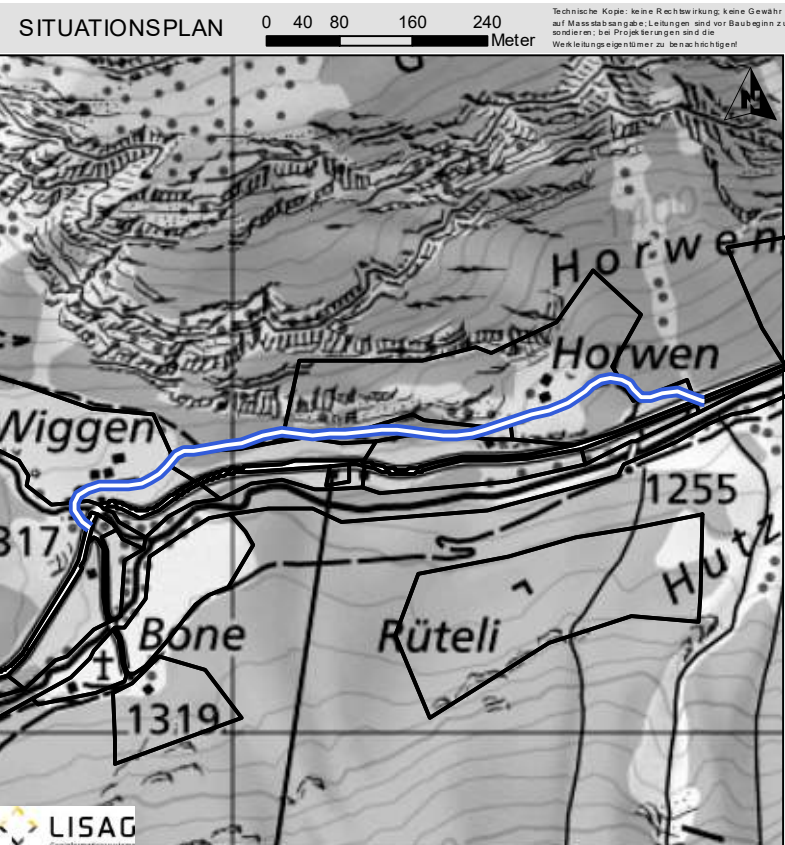 SITUATIONSPLAN
0 40 80 160 240
Meter
Technische Kopie: keine Rechtswirkung; keine Gewähr
auf Massstabsangabe; Leitungen sind vor Baubeginn zu
sondieren; bei Projektierungen sind die
Werkleitungseigentümer zu benachrichtigen!
N
Horwen
Horwen
Wiggen
1255
317
Hutz
Bone
Rüteli
1319
LISAG